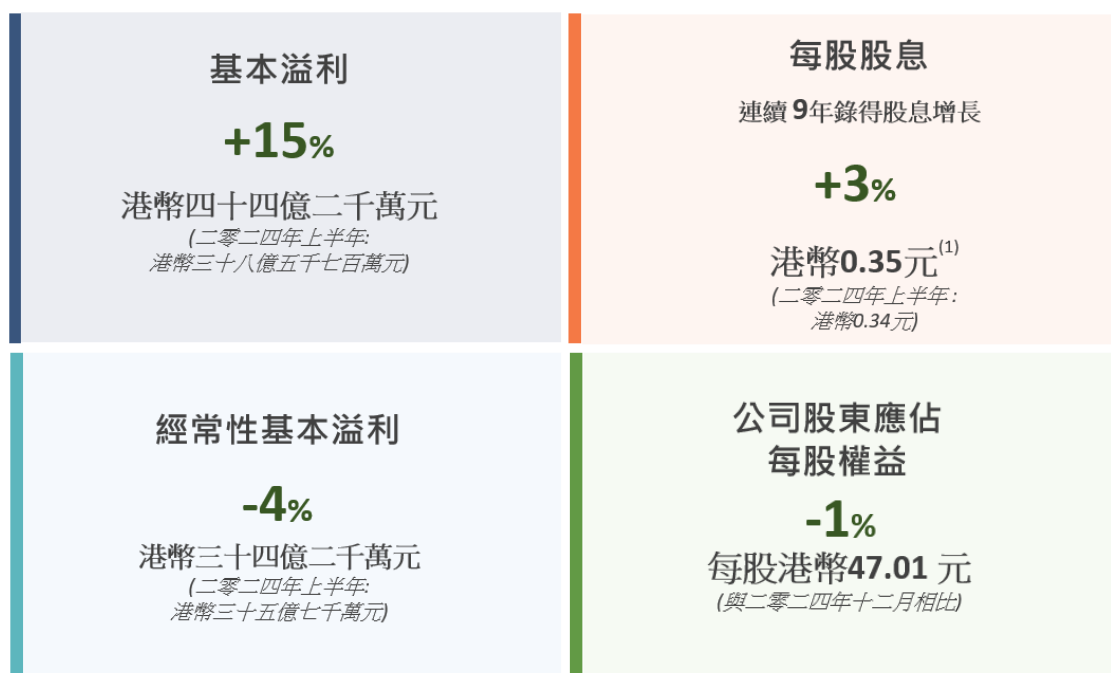 基本溢利
+15%
港幣四十四億二千萬元
(二零二四年上半年:
港幣三十八億五千七百萬元)
每股股息
連續 9年錄得股息增長
+3%
港幣0.35元(1)
(二零二四年上半年 :
港幣0.34元)
經常性基本溢利
-4%
港幣三十四億二千萬元
(二零二四年上半年:
港幣三十五億七千萬元)
公司股東應佔
每股權益
-1%
每股港幣47.01 元
(與二零二四年十二月相比)